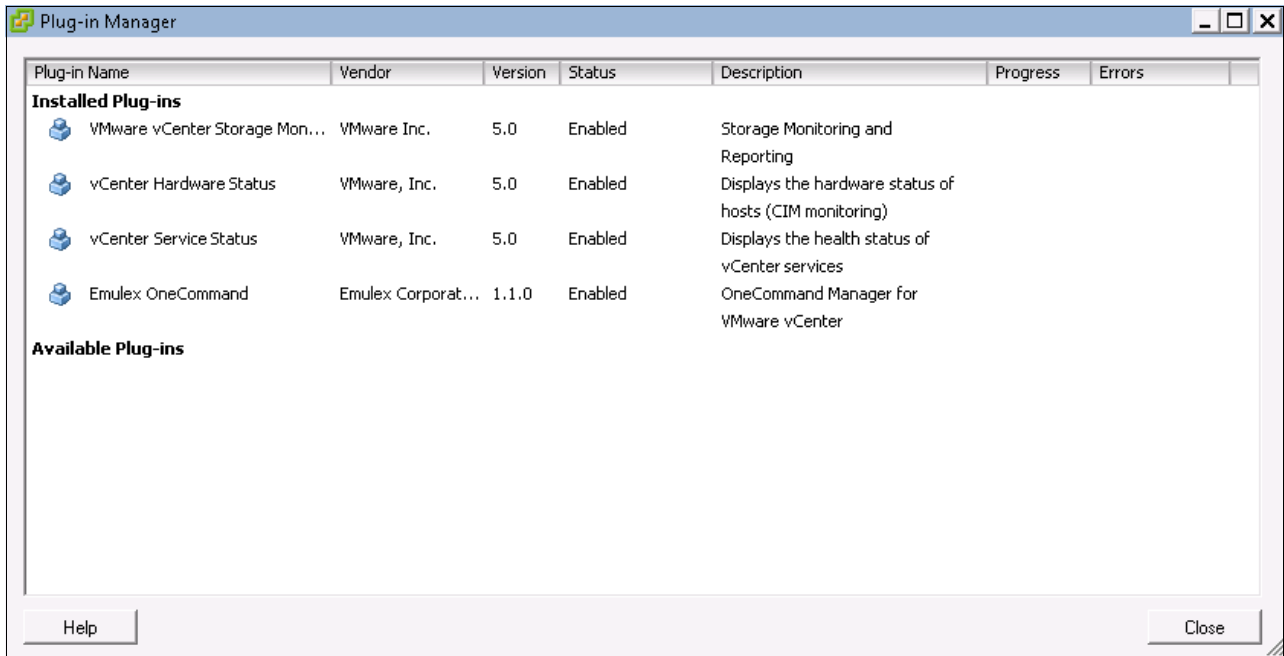 Plug-in Manager
Plug-in Name Vendor Version Status Description Progress Errors
Installed Plug-ins
VMware vCenter Storage Mon... VMware Inc. 5.0 Enabled Storage Monitoring and
Reporting
vCenter Hardware Status VMware, Inc. 5.0 Enabled Displays the hardware status of
hosts (CIM monitoring)
vCenter Service Status VMware, Inc. 5.0 Enabled Displays the health status of
vCenter services
Emulex OneCommand Emulex Corporat... 1.1.0 Enabled OneCommand Manager for
VMware vCenter
Available Plug-ins
Help Close